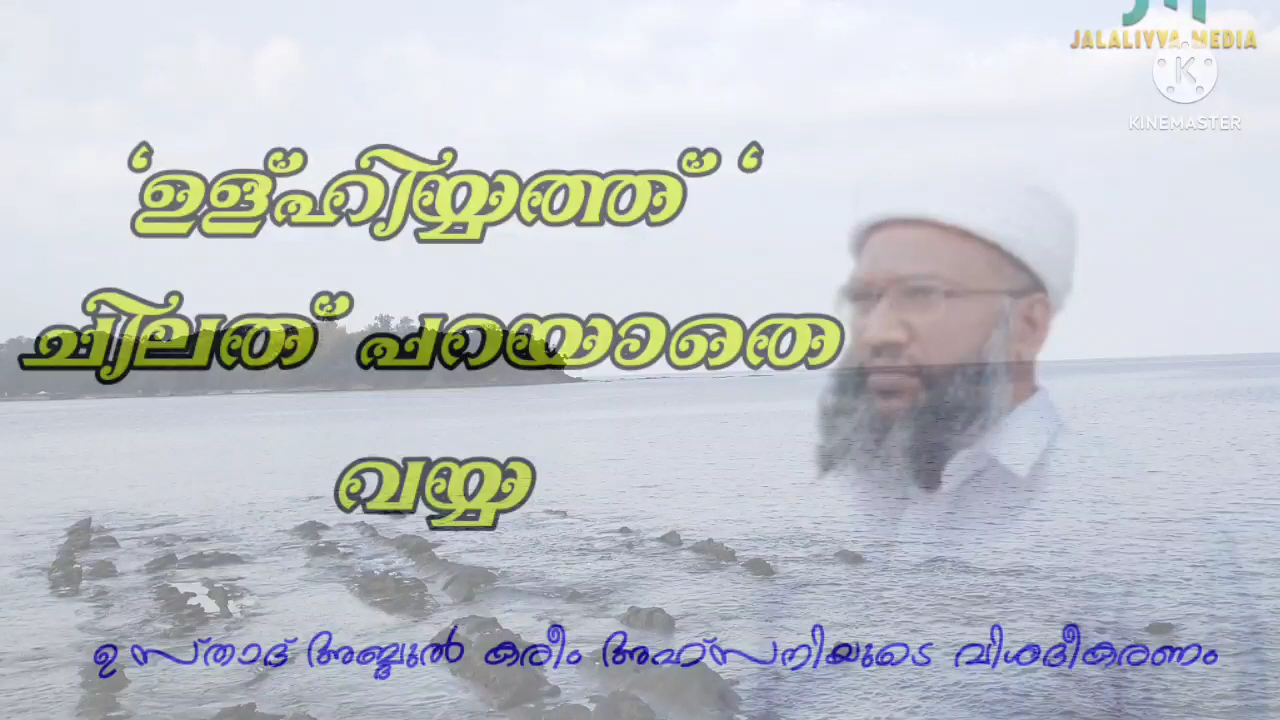 JALALIYYA MEDIA
KINEMASTER
'ഉള്ഹിയ്യത്ത് '
ചിലത് പറയാതെ
വയ്യ
ഉസ്താദ് അബ്ദുൽ കരീം അഹ്സനിയുടെ വിശദീകരണം